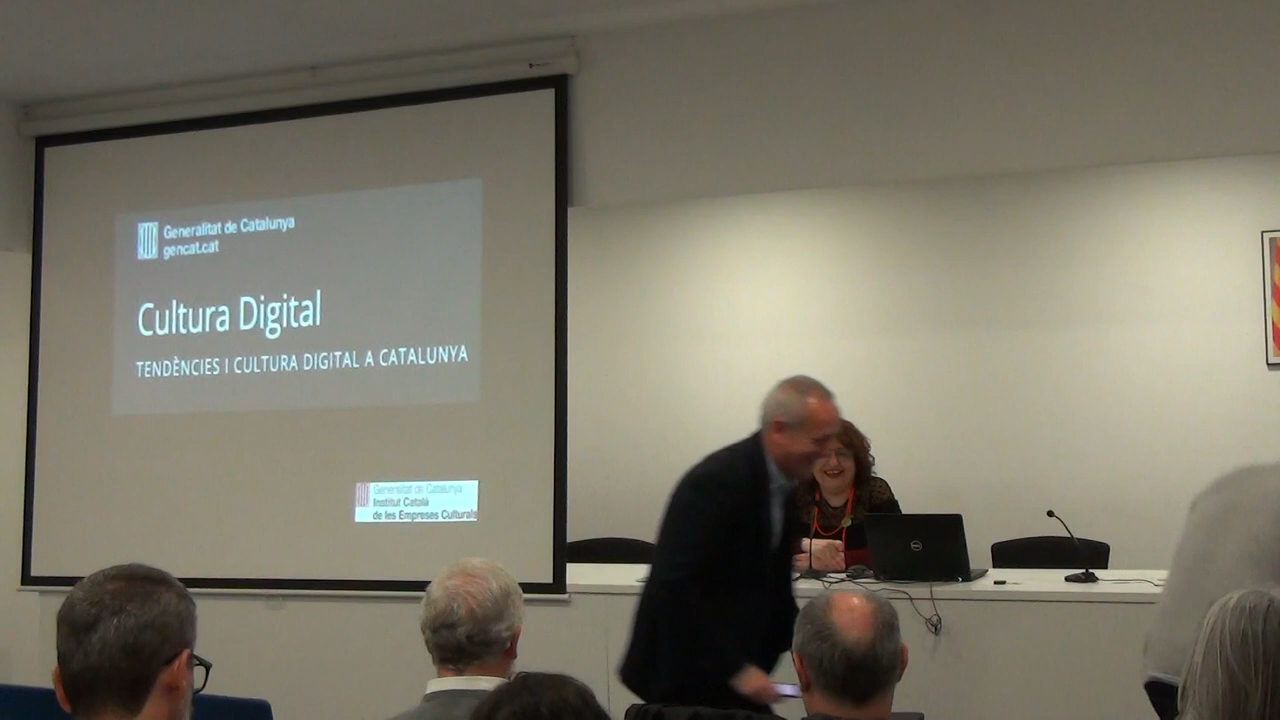 Generalitat de Catalunya
gencat.cat
Cultura Digital
TENDÈNCIES I CULTURA DIGITAL A CATALUNYA
Generalitat de Catalunya
Institut Català
de les Empreses Culturals
DELL